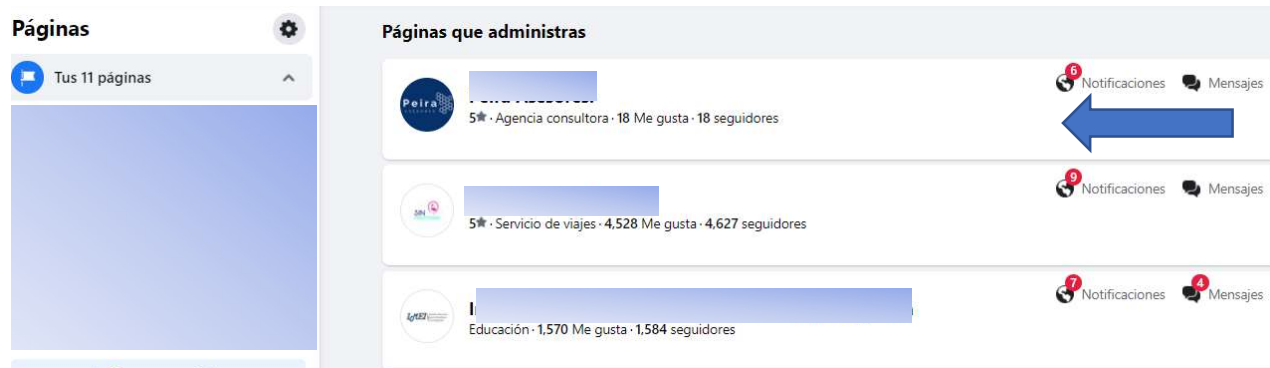 Páginas
Tus 11 páginas
Páginas que administras
Peira
6
Notificaciones
Mensajes
5★ · Agencia consultora · 18 Me gusta · 18 seguidores
9
Notificaciones
Mensajes
5★ · Servicio de viajes · 4,528 Me gusta · 4,627 seguidores
7
Notificaciones
4
Mensajes
Educación · 1,570 Me gusta · 1,584 seguidores